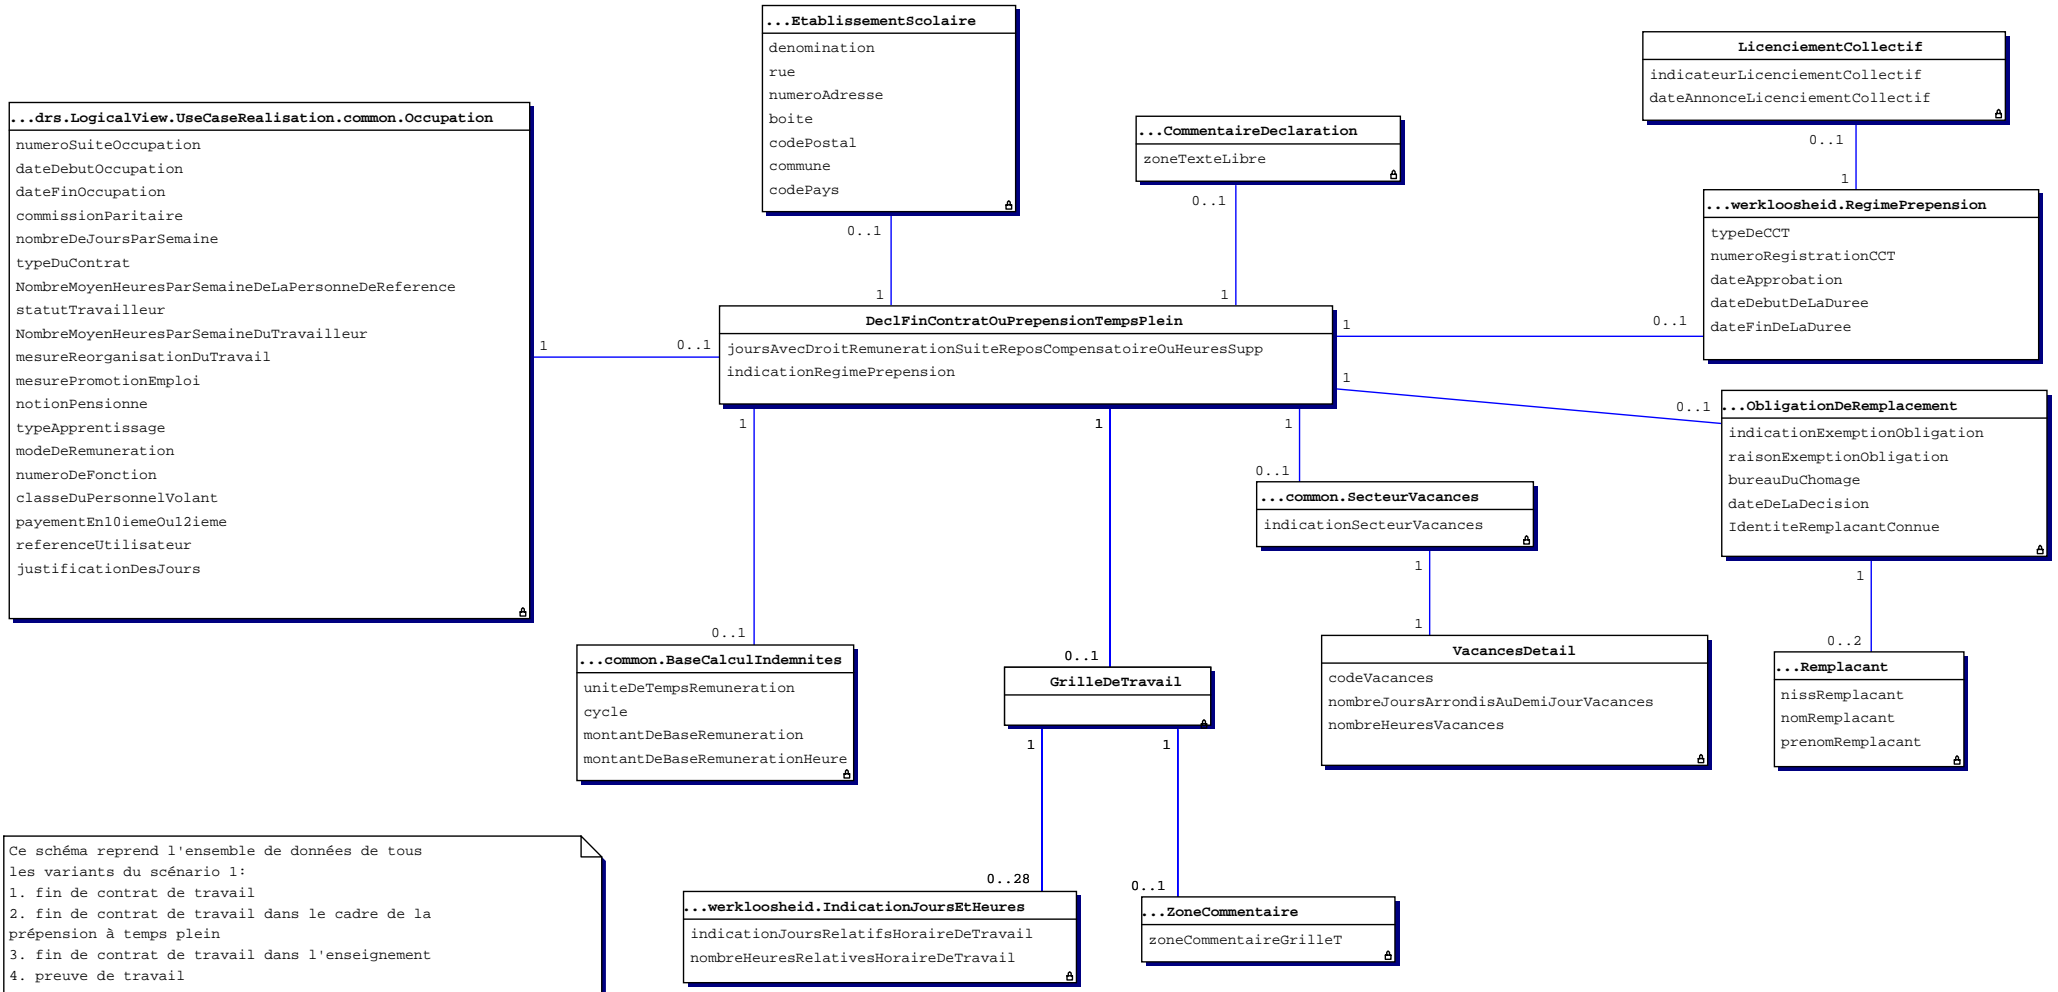 ...EtablissementScolaire
denomination
rue
numeroAdresse
boite
codePostal
commune
codePays
0..1
1
LicenciementCollectif
indicateurLicenciementCollectif
dateAnnonceLicenciementCollectif
0..1
1
...drs.LogicalView.UseCaseRealisation.common.Occupation
numeroSuiteOccupation
dateDebutOccupation
dateFinOccupation
commissionParitaire
nombreDeJoursParSemaine
typeDuContrat
NombreMoyenHeuresParSemaineDeLaPersonneDeReference
statutTravailleur
NombreMoyenHeuresParSemaineDuTravailleur
mesureReorganisationDuTravail
mesurePromotionEmploi
notionPensionne
typeApprentissage
modeDeRemuneration
numeroDeFonction
classeDuPersonnelVolant
payementEn10iemeOu12ieme
referenceUtilisateur
justificationDesJours
1
0..1
...CommentaireDeclaration
zoneTexteLibre
0..1
1
...werkloosheid.RegimePrepension
typeDeCCT
numeroRegistrationCCT
dateApprobation
dateDebutDeLaDuree
dateFinDeLaDuree
DeclFinContratOuPrepensionTempsPlein
joursAvecDroitRemunerationSuiteReposCompensatoireOuHeuresSupp
indicationRegimePrepension
1
0..1
1
0..1
...ObligationDeRemplacement
indicationExemptionObligation
raisonExemptionObligation
bureauDuChomage
dateDeLaDecision
IdentiteRemplacantConnue
1
0..2
...Remplacant
nissRemplacant
nomRemplacant
prenomRemplacant
1
0..1
...common.SecteurVacances
indicationSecteurVacances
1
1
VacancesDetail
codeVacances
nombreJoursArrondisAuDemiJourVacances
nombreHeuresVacances
1
0..1
...common.BaseCalculIndemnites
uniteDeTempsRemuneration
cycle
montantDeBaseRemuneration
montantDeBaseRemunerationHeure
1
0..1
GrilleDeTravail
1
1
0..28
0..1
...werkloosheid.IndicationJoursEtHeures
indicationJoursRelatifsHoraireDeTravail
nombreHeuresRelativesHoraireDeTravail
...ZoneCommentaire
zoneCommentaireGrilleT
Ce schéma reprend l'ensemble de données de tous
les variants du scénario 1:
1. fin de contrat de travail
2. fin de contrat de travail dans le cadre de la
prépension à temps plein
3. fin de contrat de travail dans l'enseignement
4. preuve de travail